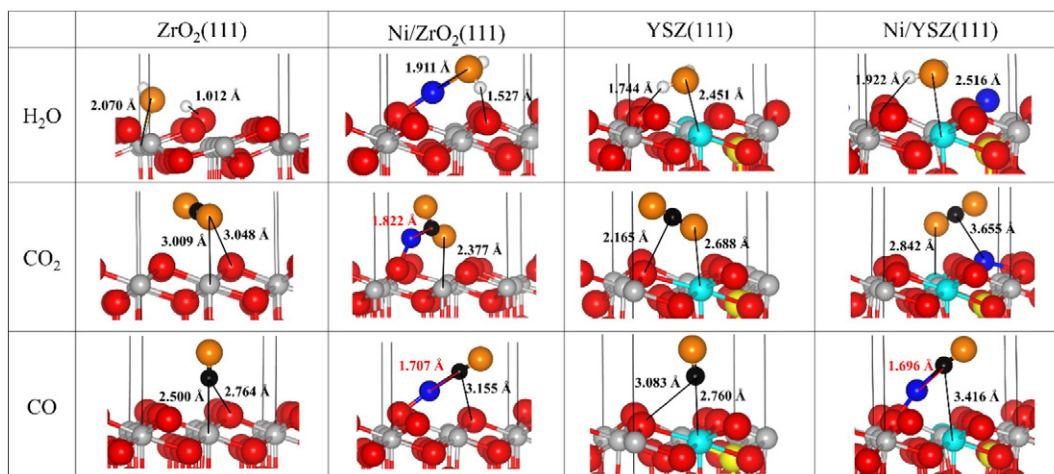 ZrO₂(111) Ni/ZrO₂(111) YSZ(111) Ni/YSZ(111)
H₂O
2.070 Å 1.012 Å
1.911 Å 1.527 Å
1.744 Å 2.451 Å
1.922 Å 2.516 Å
CO₂
3.009 Å 3.048 Å
1.822 Å 2.377 Å
2.165 Å 2.688 Å
2.842 Å 3.655 Å
CO
2.500 Å 2.764 Å
1.707 Å 3.155 Å
3.083 Å 2.760 Å
1.696 Å 3.416 Å